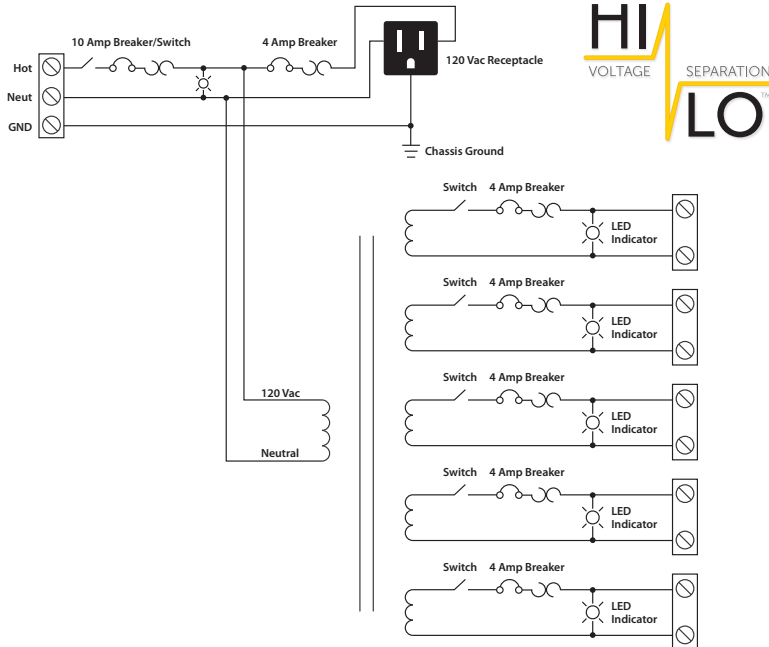 10 Amp Breaker/Switch
4 Amp Breaker
Hot
Neut
GND
120 Vac Receptacle
Chassis Ground
HI
VOLTAGE SEPARATION
LO™
Switch 4 Amp Breaker
LED
Indicator
Switch 4 Amp Breaker
LED
Indicator
120 Vac
Neutral
Switch 4 Amp Breaker
LED
Indicator
Switch 4 Amp Breaker
LED
Indicator
Switch 4 Amp Breaker
LED
Indicator